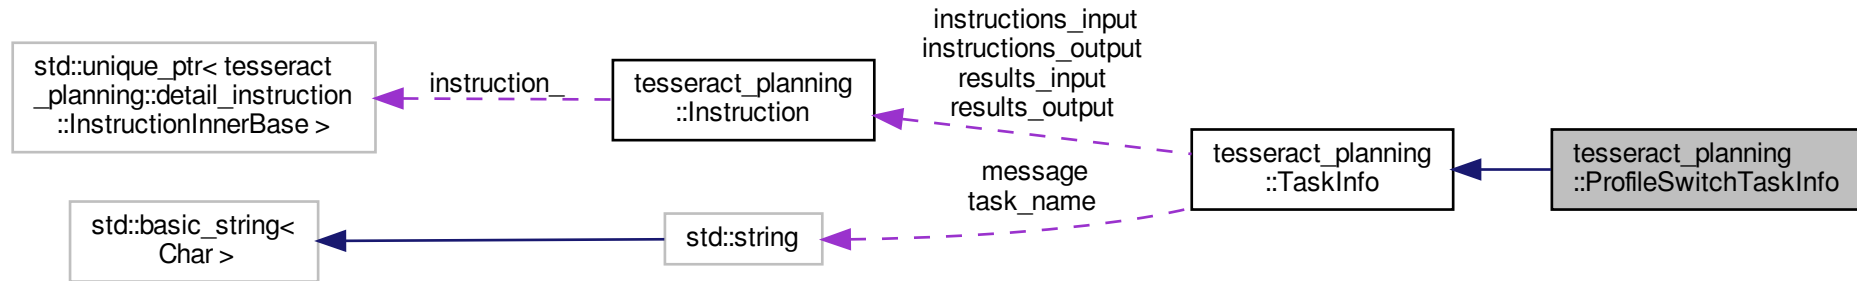 std::unique_ptr< tesseract
_planning::detail_instruction
::InstructionInnerBase >
instruction_
tesseract_planning
::Instruction
instructions_input
instructions_output
results_input
results_output
tesseract_planning
::TaskInfo
tesseract_planning
::ProfileSwitchTaskInfo
message
task_name
std::basic_string<
Char >
std::string